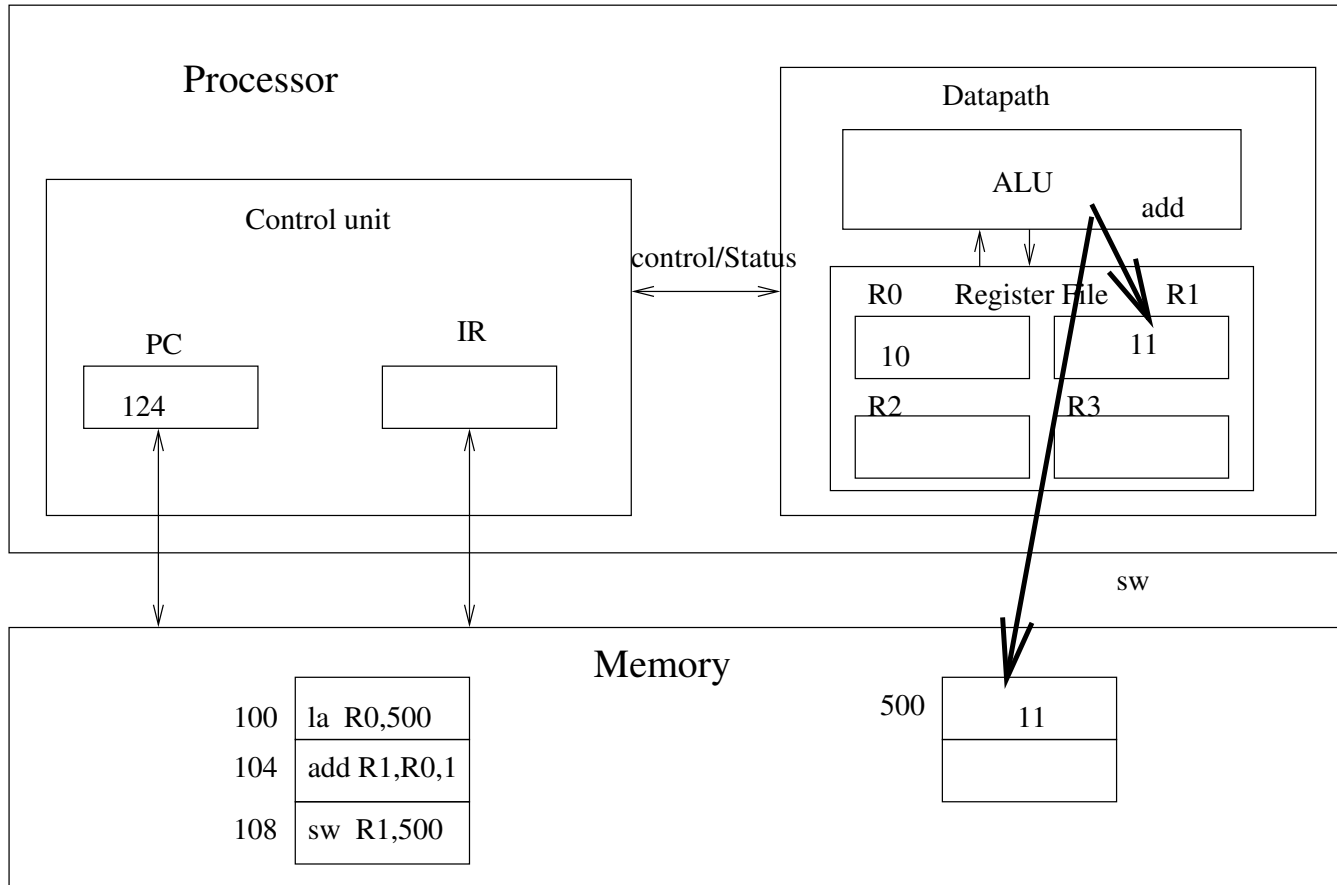 Processor
Datapath
ALU
add
Control unit
control/Status
R0 Register File R1
PC
IR
10
11
124
R2
R3
sw
Memory
100 la R0,500
104 add R1,R0,1
108 sw R1,500
500 11